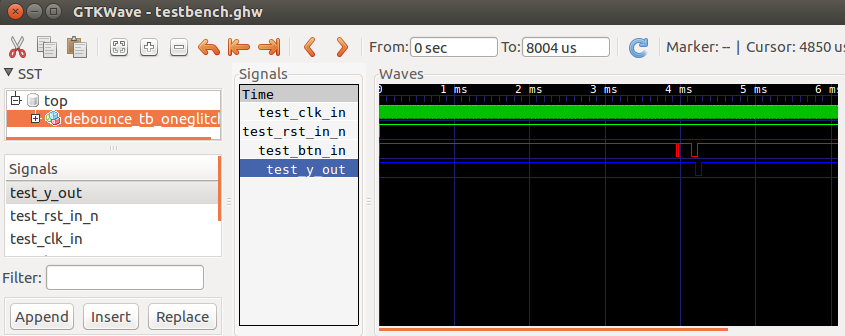 GTKWave - testbench.ghw
From: 0 sec To: 8004 us Marker: -- | Cursor: 4850 us
SST
top
debounce_tb_oneglitch
Signals
test_y_out
test_rst_in_n
test_clk_in
Filter:
Append Insert Replace
Signals
Time
test_clk_in
test_rst_in_n
test_btn_in
test_y_out
Waves
0 1 ms 2 ms 3 ms 4 ms 5 ms 6 ms